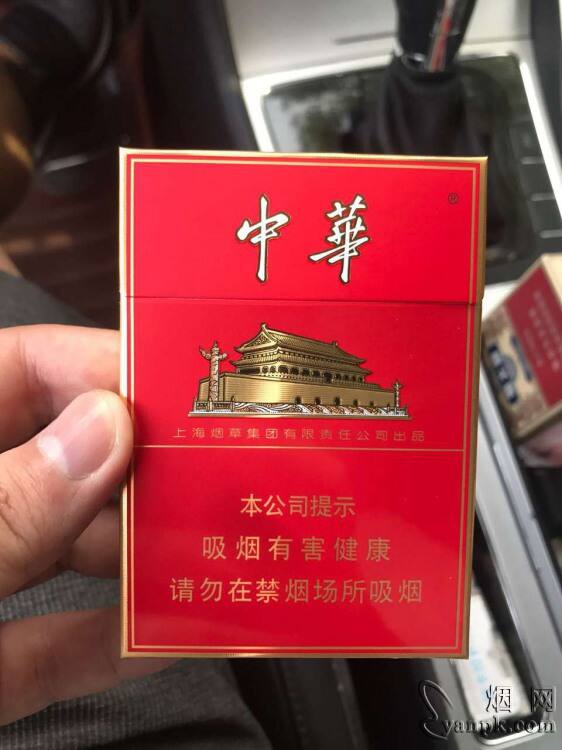 中華
®
上海烟草集团有限责任公司出品
本公司提示
吸烟有害健康
请勿在禁烟场所吸烟
烟网
yanpk.com